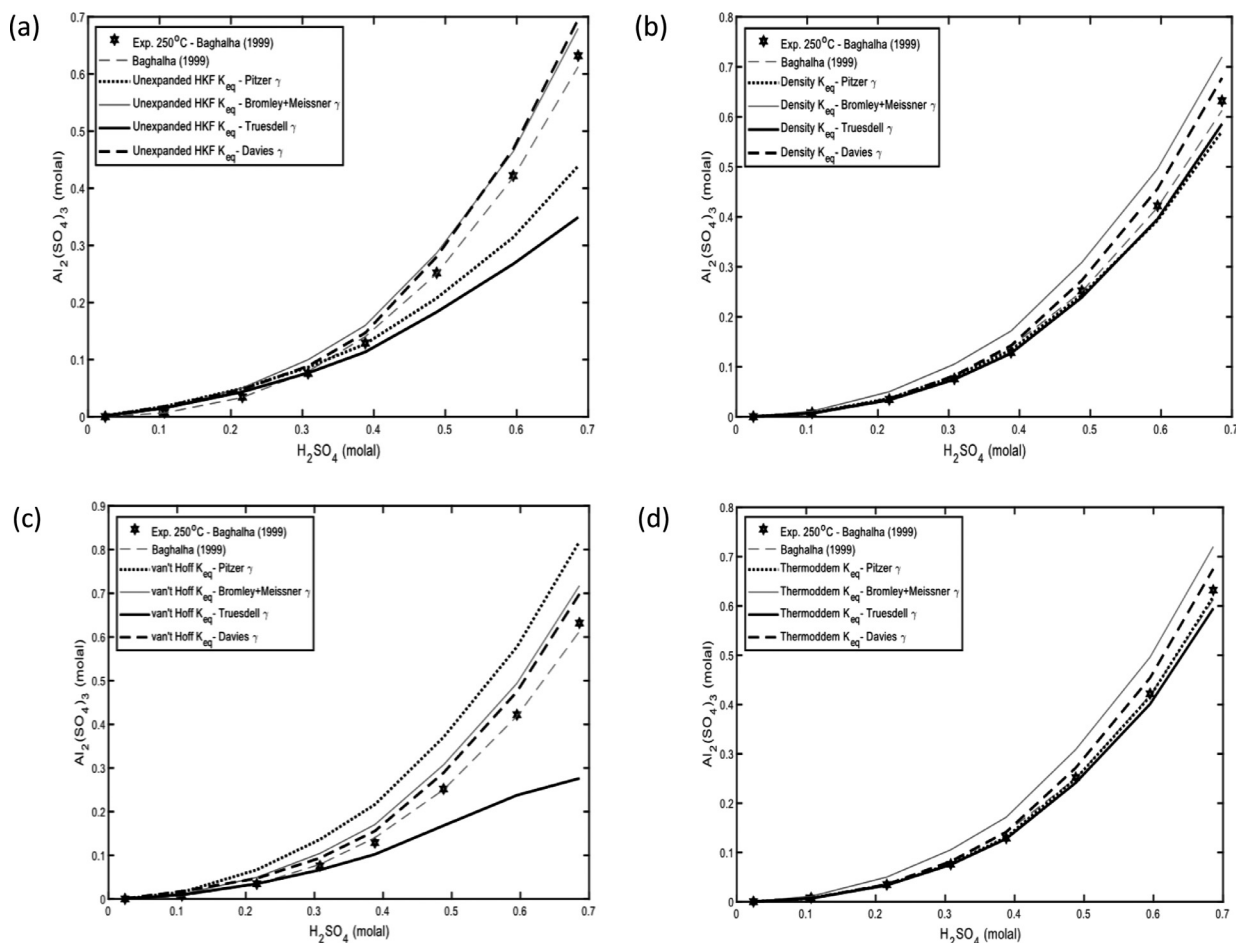 (a)
0.7
0.6
0.5
0.4
0.3
0.2
0.1
0
Al2(SO4)3 (molal)
Exp. 250°C - Baghalha (1999)
Baghalha (1999)
Unexpanded HKF Keq - Pitzer γ
Unexpanded HKF Keq - Bromley+Meissner γ
Unexpanded HKF Keq - Truesdell γ
Unexpanded HKF Keq- Davies γ
0 0.1 0.2 0.3 0.4 0.5 0.6 0.7
H2SO4 (molal)
(b)
0.8
0.7
0.6
0.5
0.4
0.3
0.2
0.1
0
Al2(SO4)3 (molal)
Exp. 250°C - Baghalha (1999)
Baghalha (1999)
Density Keq - Pitzer γ
Density Keq - Bromley+Meissner γ
Density Keq - Truesdell γ
Density Keq - Davies γ
0 0.1 0.2 0.3 0.4 0.5 0.6 0.7
H2SO4 (molal)
(c)
0.9
0.8
0.7
0.6
0.5
0.4
0.3
0.2
0.1
0
Al2(SO4)3 (molal)
Exp. 250°C - Baghalha (1999)
Baghalha (1999)
van't Hoff Keq- Pitzer γ
van't Hoff Keq- Bromley+Meissner γ
van't Hoff Keq- Truesdell γ
van't Hoff Keq- Davies γ
0 0.1 0.2 0.3 0.4 0.5 0.6 0.7
H2SO4 (molal)
(d)
0.8
0.7
0.6
0.5
0.4
0.3
0.2
0.1
0
Al2(SO4)3 (molal)
Exp. 250°C - Baghalha (1999)
Baghalha (1999)
Thermoddem Keq - Pitzer γ
Thermoddem Keq - Bromley+Meissner γ
Thermoddem Keq - Truesdell γ
Thermoddem Keq - Davies γ
0 0.1 0.2 0.3 0.4 0.5 0.6 0.7
H2SO4 (molal)